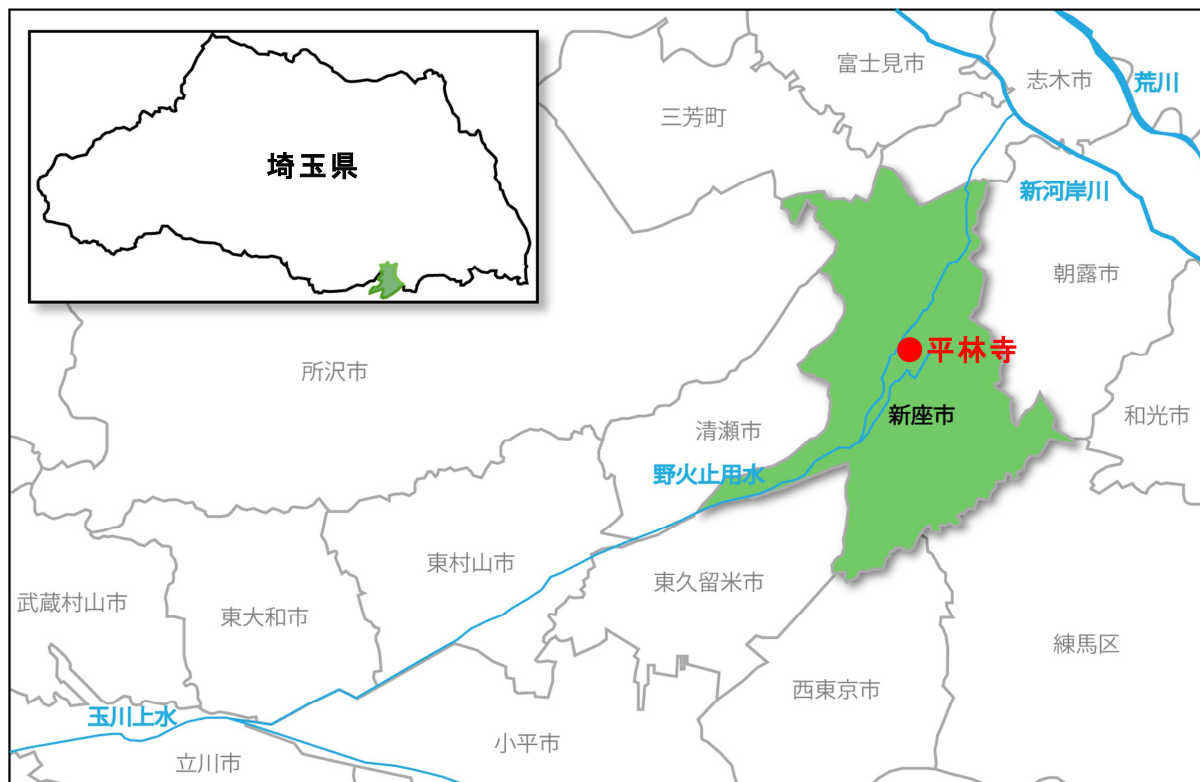 富士見市
志木市
荒川
三芳町
埼玉県
新河岸川
朝霞市
平林寺
所沢市
新座市
和光市
清瀬市
野火止用水
東村山市
東久留米市
武蔵村山市
東大和市
練馬区
西東京市
玉川上水
小平市
立川市